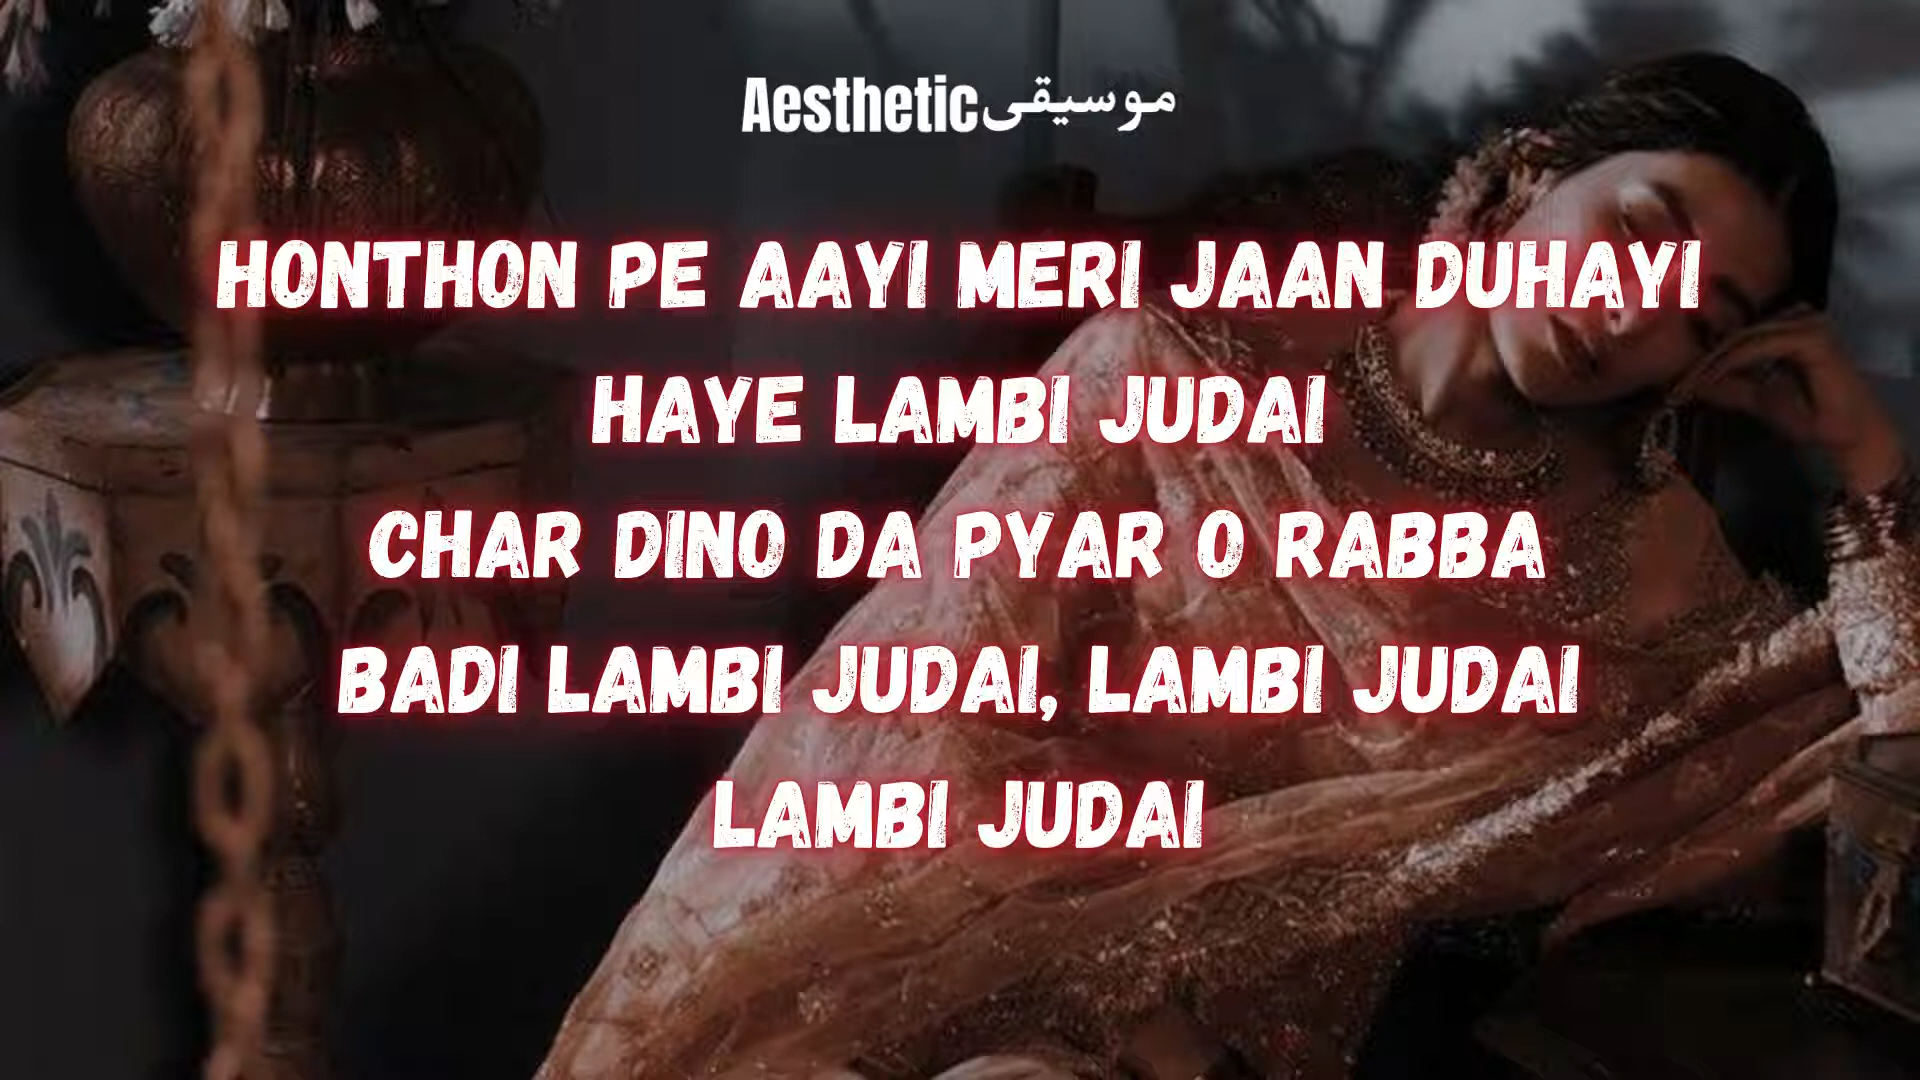 Aestheticموسیقی
HONTHON PE AAYI MERI JAAN DUHAYI
HAYE LAMBI JUDAI
CHAR DINO DA PYAR O RABBA
BADI LAMBI JUDAI, LAMBI JUDAI
LAMBI JUDAI